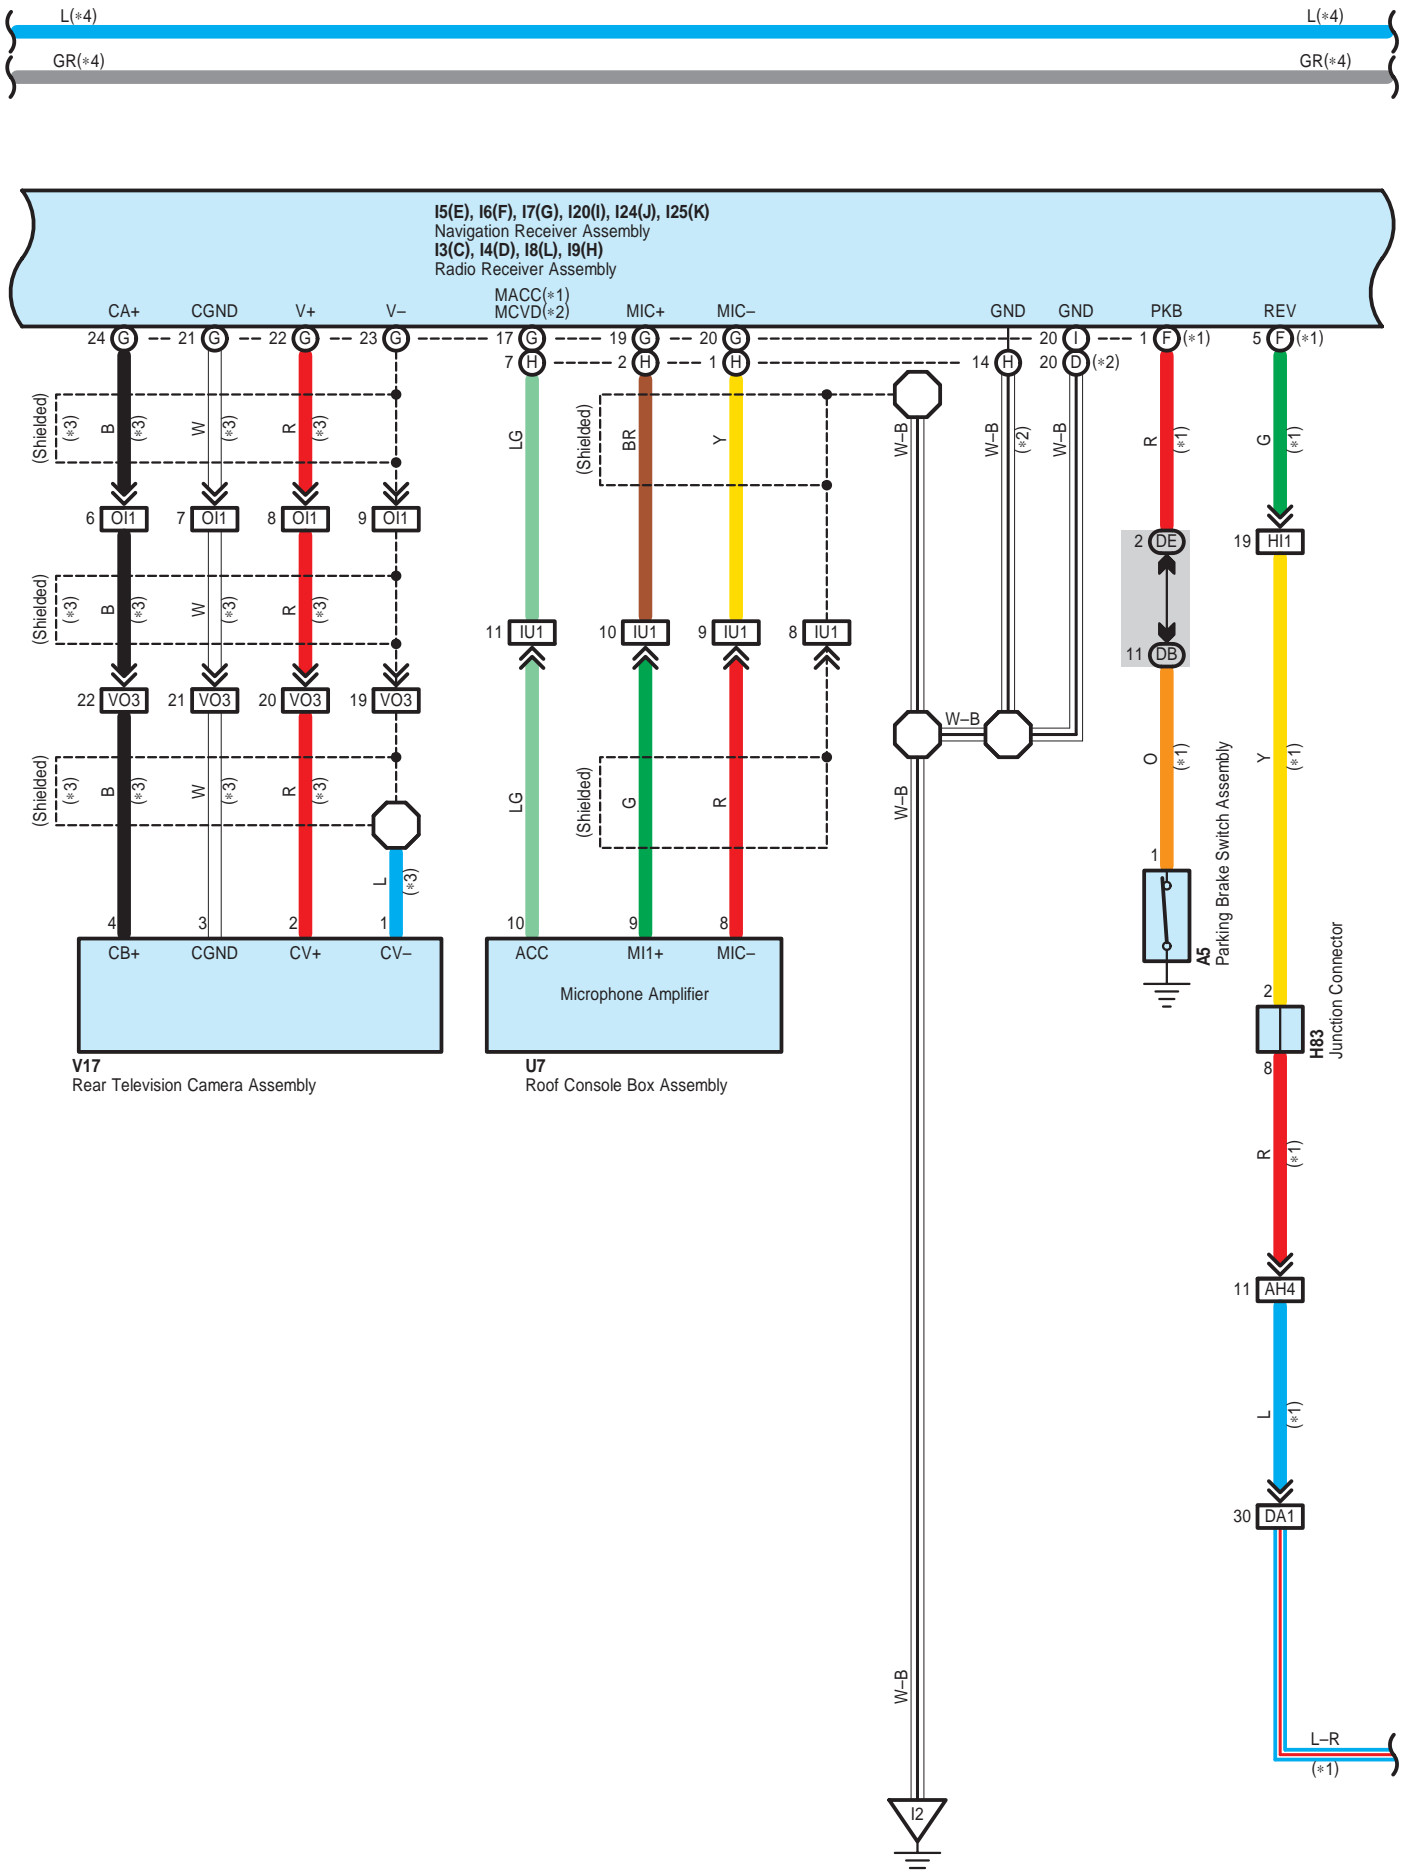 L(∗4) L(∗4)
GR(∗4) GR(∗4)
I5(E), I6(F), I7(G), I20(I), I24(J), I25(K)
Navigation Receiver Assembly
I3(C), I4(D), I8(L), I9(H)
Radio Receiver Assembly
MACC(∗1)
CA+ CGND V+ V– MCVD(∗2) MIC+ MIC– GND GND PKB REV
24 G 21 G 22 G 23 G 17 G 19 G 20 G 20 I 1 F (∗1) 5 F (∗1)
7 H 2 H 1 H 14 H 20 D (∗2)
(Shielded) (∗3) B (∗3) W (∗3) R (∗3) LG (Shielded) BR Y W–B W–B (∗2) W–B R (∗1) G (∗1)
6 OI1 7 OI1 8 OI1 9 OI1
2 DE 19 HI1
(Shielded) (∗3) B (∗3) W (∗3) R (∗3)
11 IU1 10 IU1 9 IU1 8 IU1
11 DB
22 VO3 21 VO3 20 VO3 19 VO3
W–B
(Shielded) (∗3) B (∗3) W (∗3) R (∗3) LG (Shielded) G R W–B O (∗1) Y (∗1)
1
L (∗3)
4 3 2 1 10 9 8
CB+ CGND CV+ CV– ACC MI1+ MIC–
A5
Parking Brake Switch Assembly
Microphone Amplifier
2
H83
Junction Connector
8
V17
Rear Television Camera Assembly
U7
Roof Console Box Assembly
R (∗1)
11 AH4
L (∗1)
30 DA1
W–B
L–R
(∗1)
I2